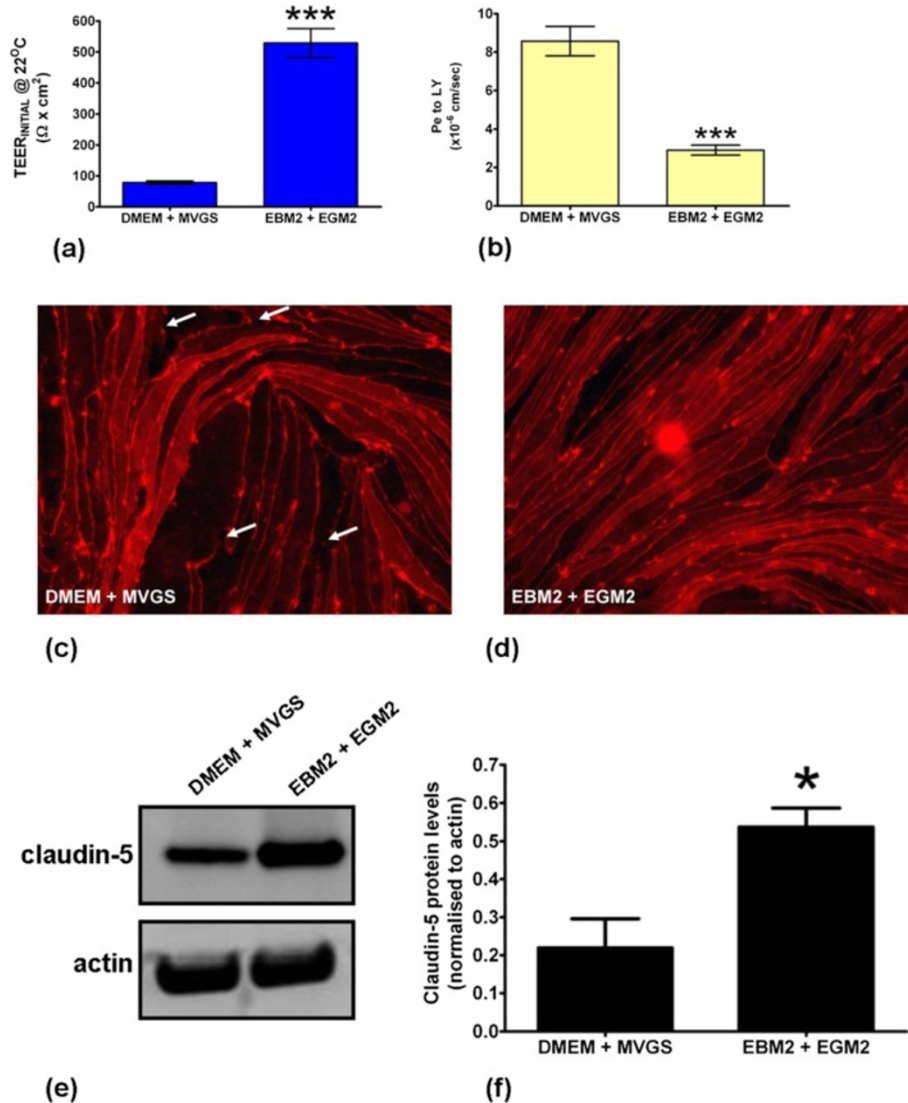 TEER_INITIAL @ 22°C
(Ω x cm²)
600
500
400
300
200
100
0
***
DMEM + MVGS
EBM2 + EGM2
(a)
Pe to LY
(x10⁻⁶ cm/sec)
10
8
6
4
2
0
***
DMEM + MVGS
EBM2 + EGM2
(b)
DMEM + MVGS
(c)
EBM2 + EGM2
(d)
DMEM + MVGS
EBM2 + EGM2
claudin-5
actin
(e)
Claudin-5 protein levels
(normalised to actin)
0.7
0.6
0.5
0.4
0.3
0.2
0.1
0.0
*
DMEM + MVGS
EBM2 + EGM2
(f)